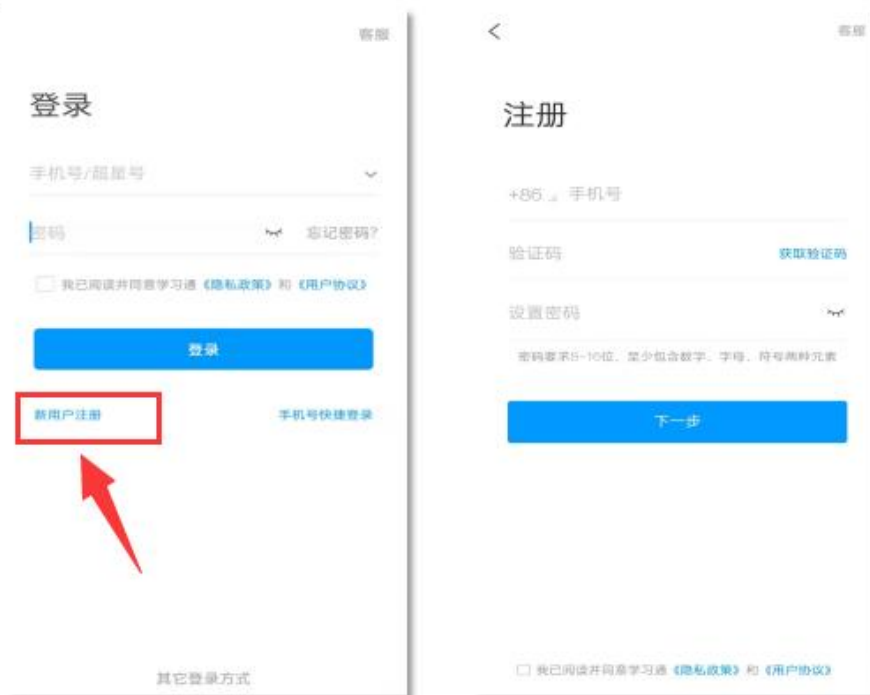 客服
登录
手机号/超星号
密码
忘记密码?
我已阅读并同意学习通《隐私政策》和《用户协议》
登录
新用户注册
手机号快捷登录
其它登录方式
客服
注册
+86 手机号
验证码
获取验证码
设置密码
密码要求8-16位，至少包含数字、字母、符号两种元素
下一步
我已阅读并同意学习通《隐私政策》和《用户协议》